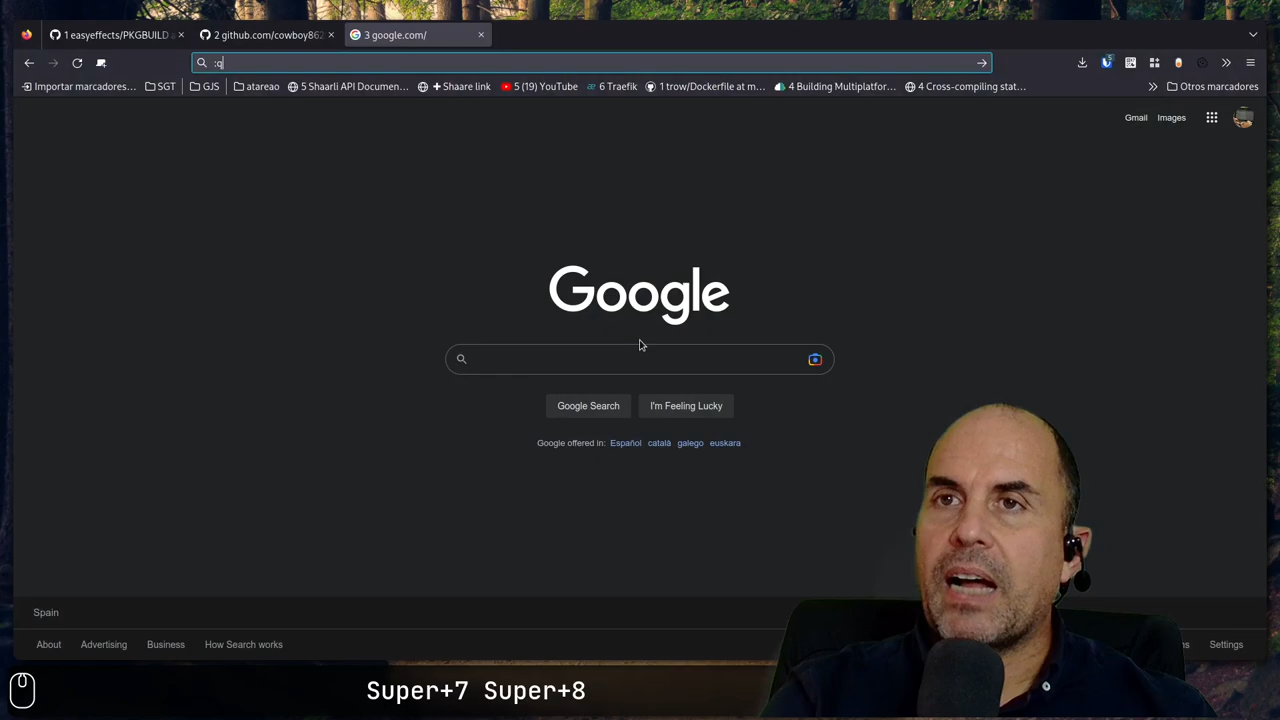 1 easyeffects/PKGBUILD a
2 github.com/cowboy862
3 google.com/
:q
Importar marcadores...
SGT
GJS
atareao
5 Shaarli API Documen...
✚ Shaare link
5 (19) YouTube
6 Traefik
1 trow/Dockerfile at m...
4 Building Multiplatfor...
4 Cross-compiling stat...
Otros marcadores
Gmail
Images
Google
Google Search
I'm Feeling Lucky
Google offered in: Español català galego euskara
Spain
About
Advertising
Business
How Search works
Settings
Super+7 Super+8